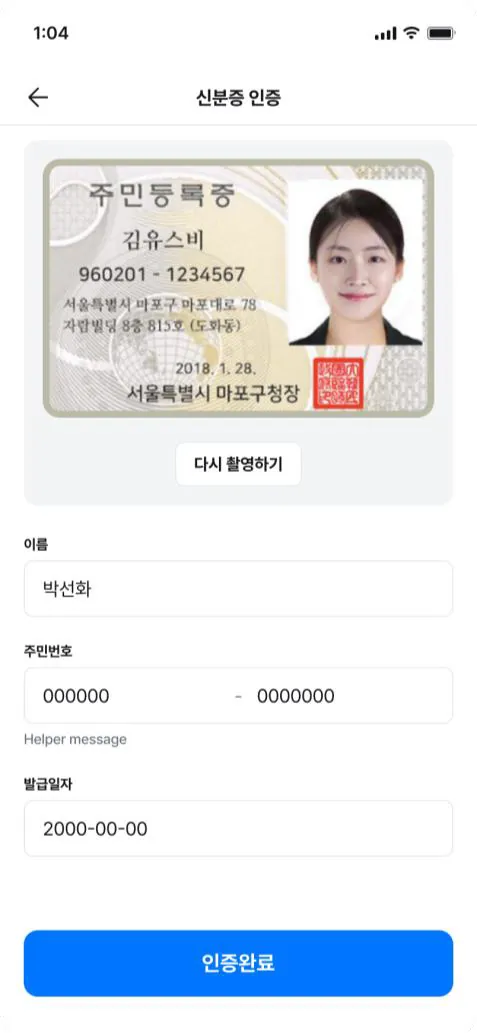 1:04
신분증 인증
주민등록증
김유스비
960201 - 1234567
서울특별시 마포구 마포대로 78
자람빌딩 8층 815호 (도화동)
2018. 1. 28.
서울특별시 마포구청장
다시 촬영하기
이름
박선화
주민번호
000000 - 0000000
Helper message
발급일자
2000-00-00
인증완료